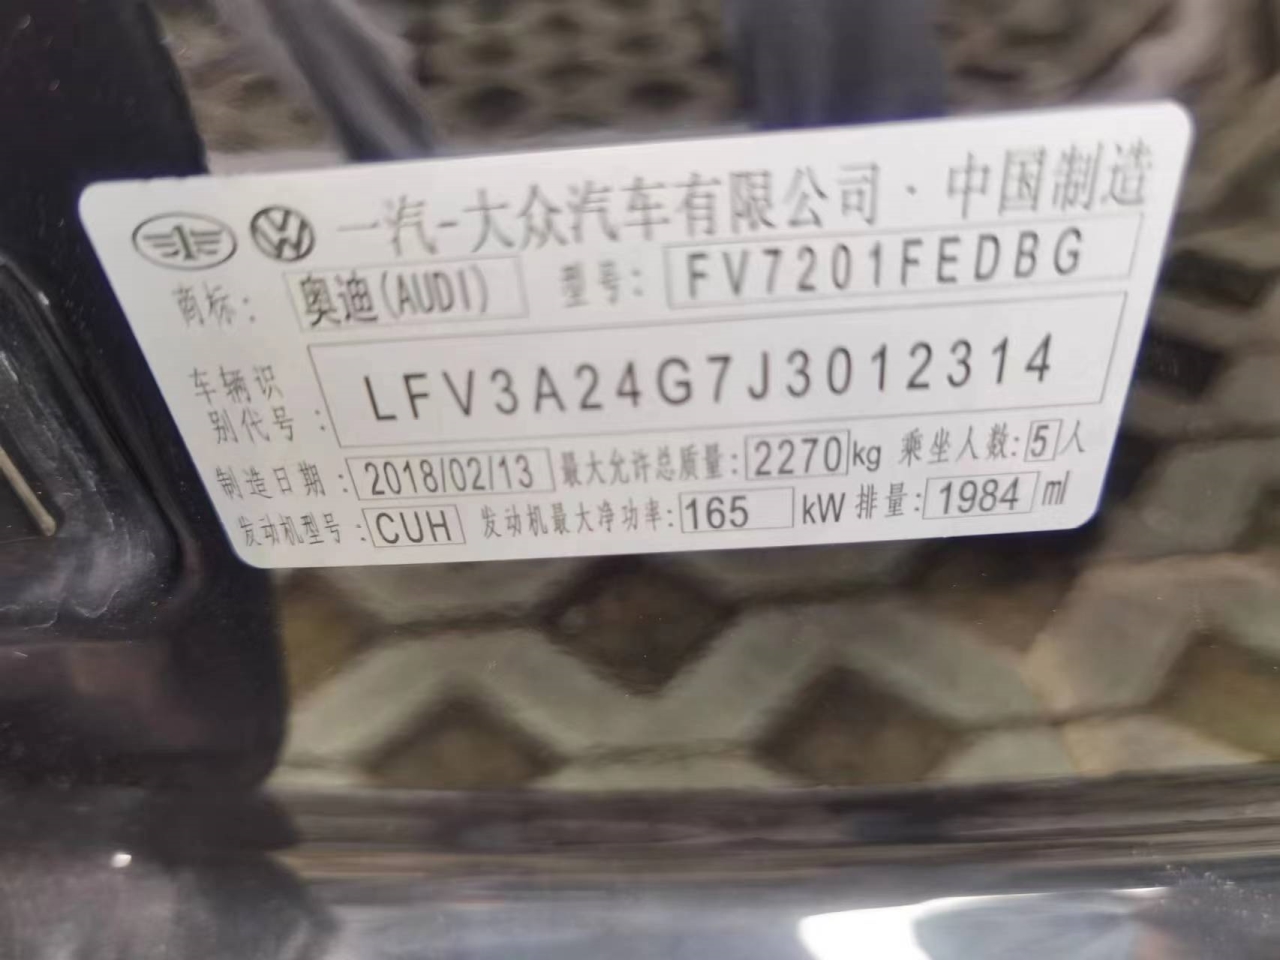 一汽-大众汽车有限公司·中国制造
商标: 奥迪(AUDI) 型号: FV7201FEDBG
车辆识别代号: LFV3A24G7J3012314
制造日期: 2018/02/13 最大允许总质量: 2270kg 乘坐人数: 5人
发动机型号: CUH 发动机最大净功率: 165 kW 排量: 1984 ml